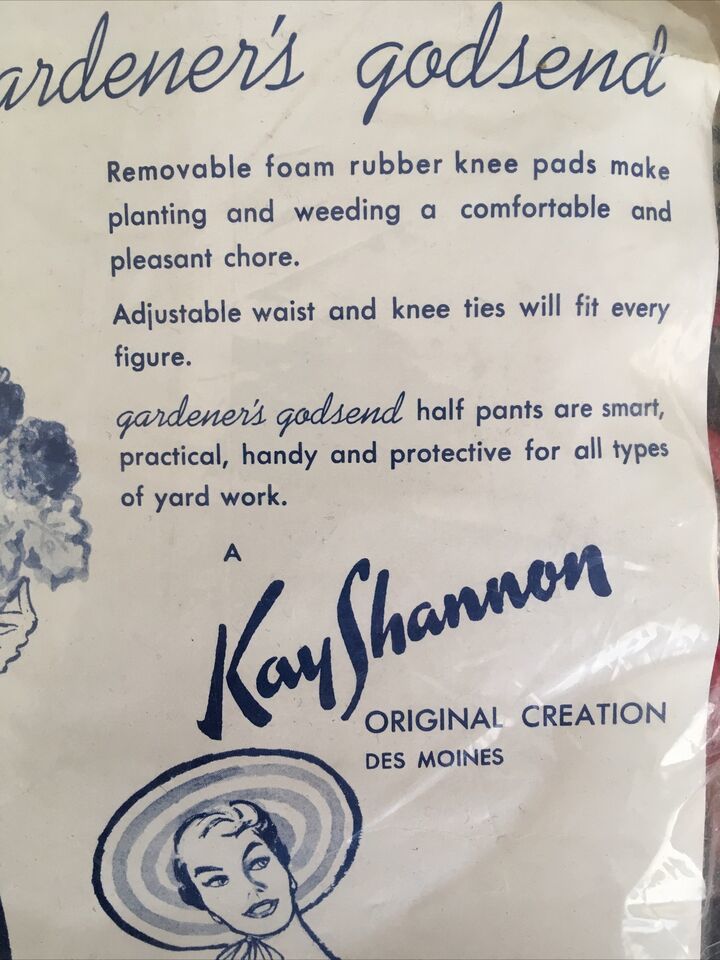 ardener's godsend
Removable foam rubber knee pads make
planting and weeding a comfortable and
pleasant chore.
Adjustable waist and knee ties will fit every
figure.
gardener's godsend half pants are smart,
practical, handy and protective for all types
of yard work.
A
Kay Shannon
ORIGINAL CREATION
DES MOINES